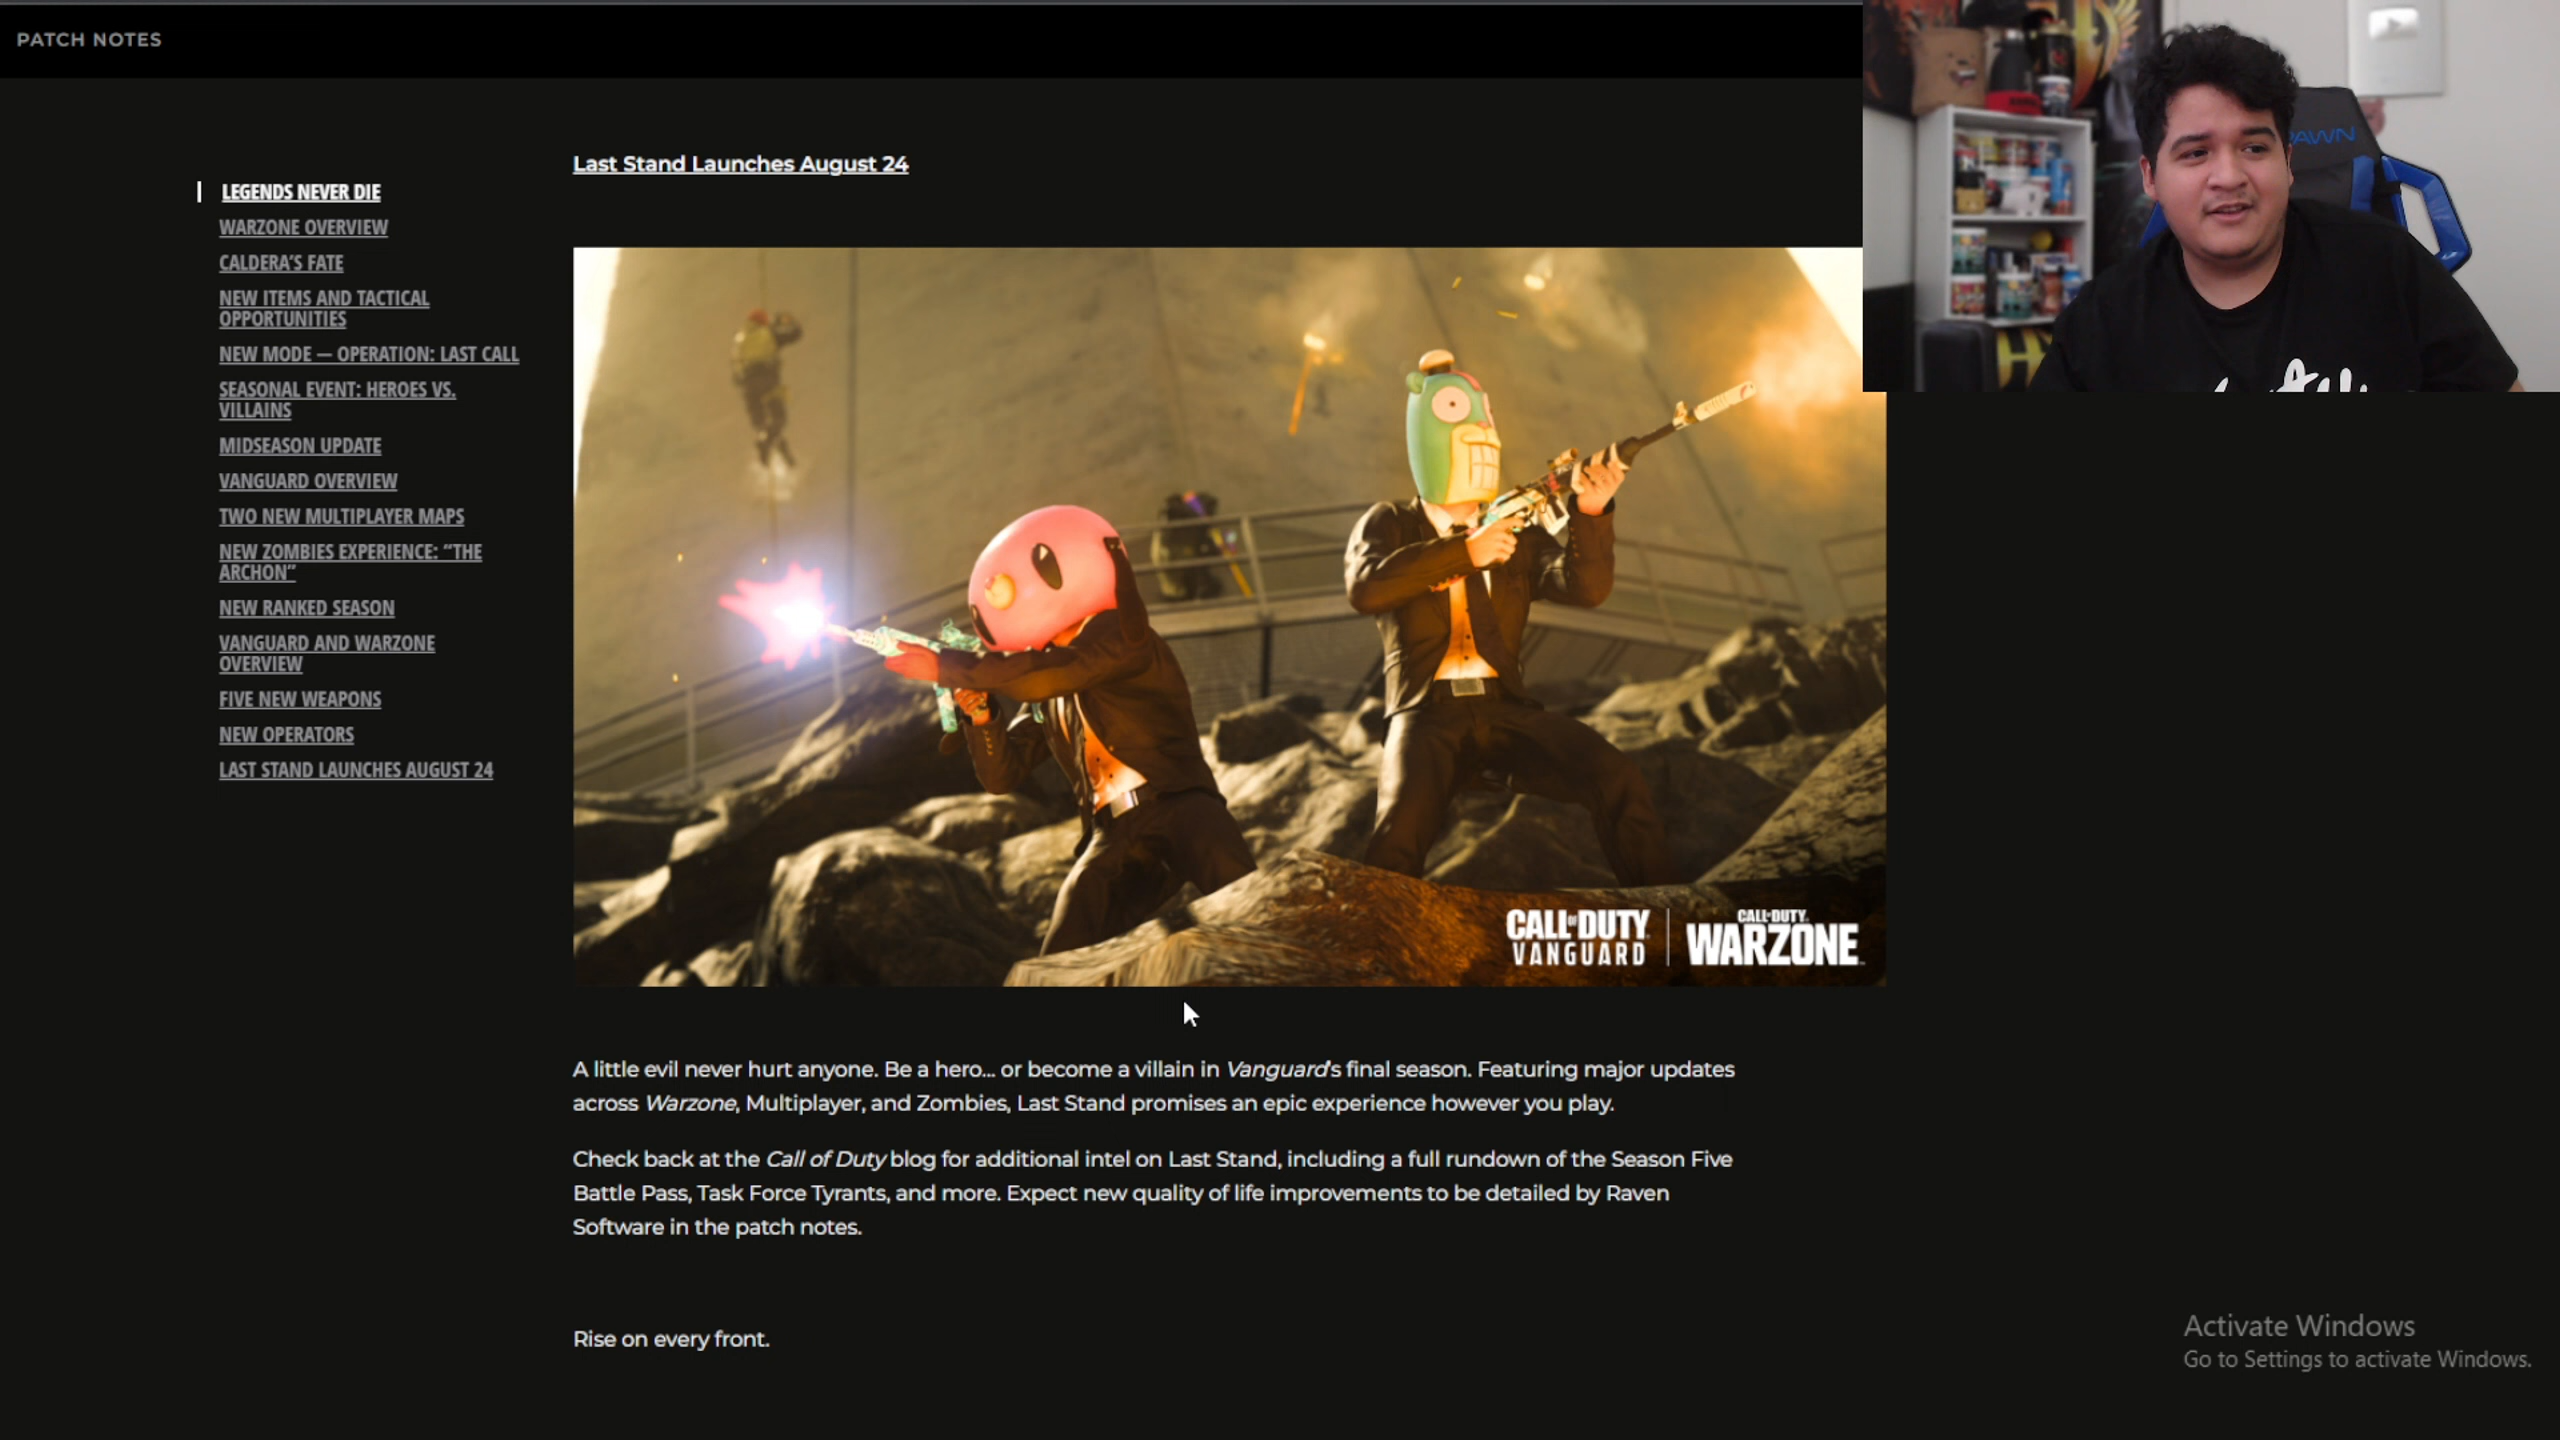 PATCH NOTES
LEGENDS NEVER DIE
WARZONE OVERVIEW
CALDERA'S FATE
NEW ITEMS AND TACTICAL
OPPORTUNITIES
NEW MODE — OPERATION: LAST CALL
SEASONAL EVENT: HEROES VS.
VILLAINS
MIDSEASON UPDATE
VANGUARD OVERVIEW
TWO NEW MULTIPLAYER MAPS
NEW ZOMBIES EXPERIENCE: “THE
ARCHON”
NEW RANKED SEASON
VANGUARD AND WARZONE
OVERVIEW
FIVE NEW WEAPONS
NEW OPERATORS
LAST STAND LAUNCHES AUGUST 24
Last Stand Launches August 24
CALL OF DUTY
VANGUARD
CALL OF DUTY
WARZONE
A little evil never hurt anyone. Be a hero... or become a villain in Vanguard's final season. Featuring major updates
across Warzone, Multiplayer, and Zombies, Last Stand promises an epic experience however you play.
Check back at the Call of Duty blog for additional intel on Last Stand, including a full rundown of the Season Five
Battle Pass, Task Force Tyrants, and more. Expect new quality of life improvements to be detailed by Raven
Software in the patch notes.
Rise on every front.
Activate Windows
Go to Settings to activate Windows.